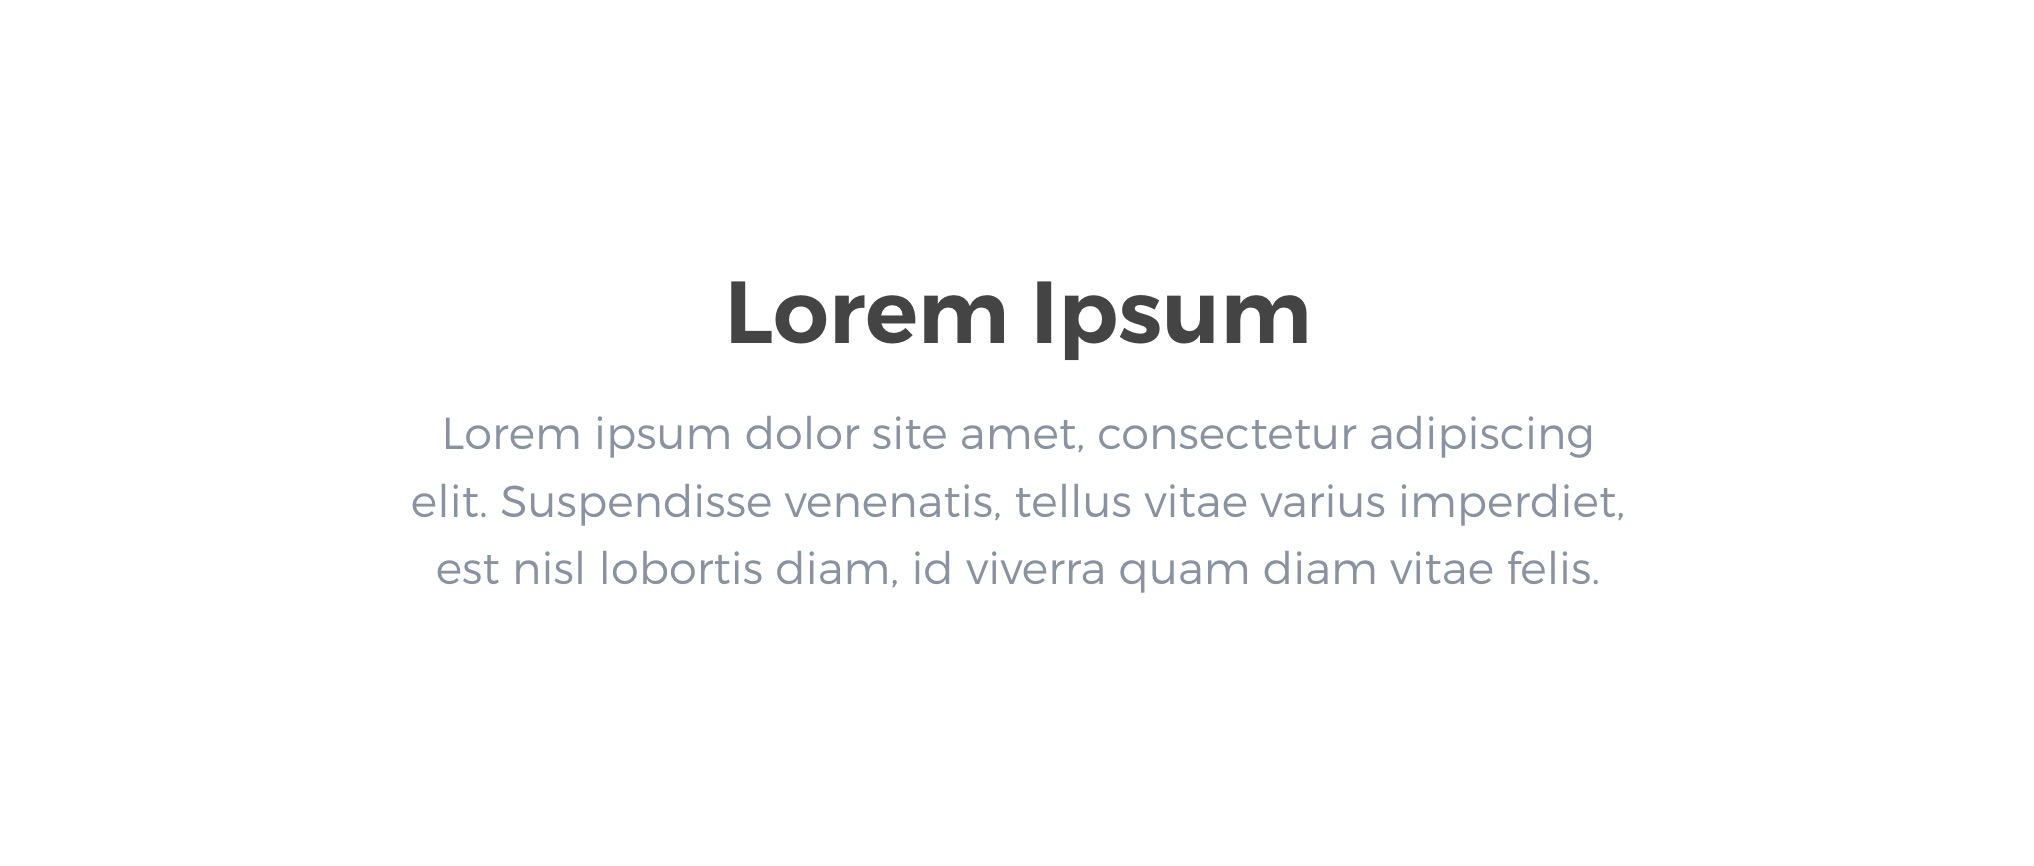 Lorem Ipsum
Lorem ipsum dolor site amet, consectetur adipiscing
elit. Suspendisse venenatis, tellus vitae varius imperdiet,
est nisl lobortis diam, id viverra quam diam vitae felis.